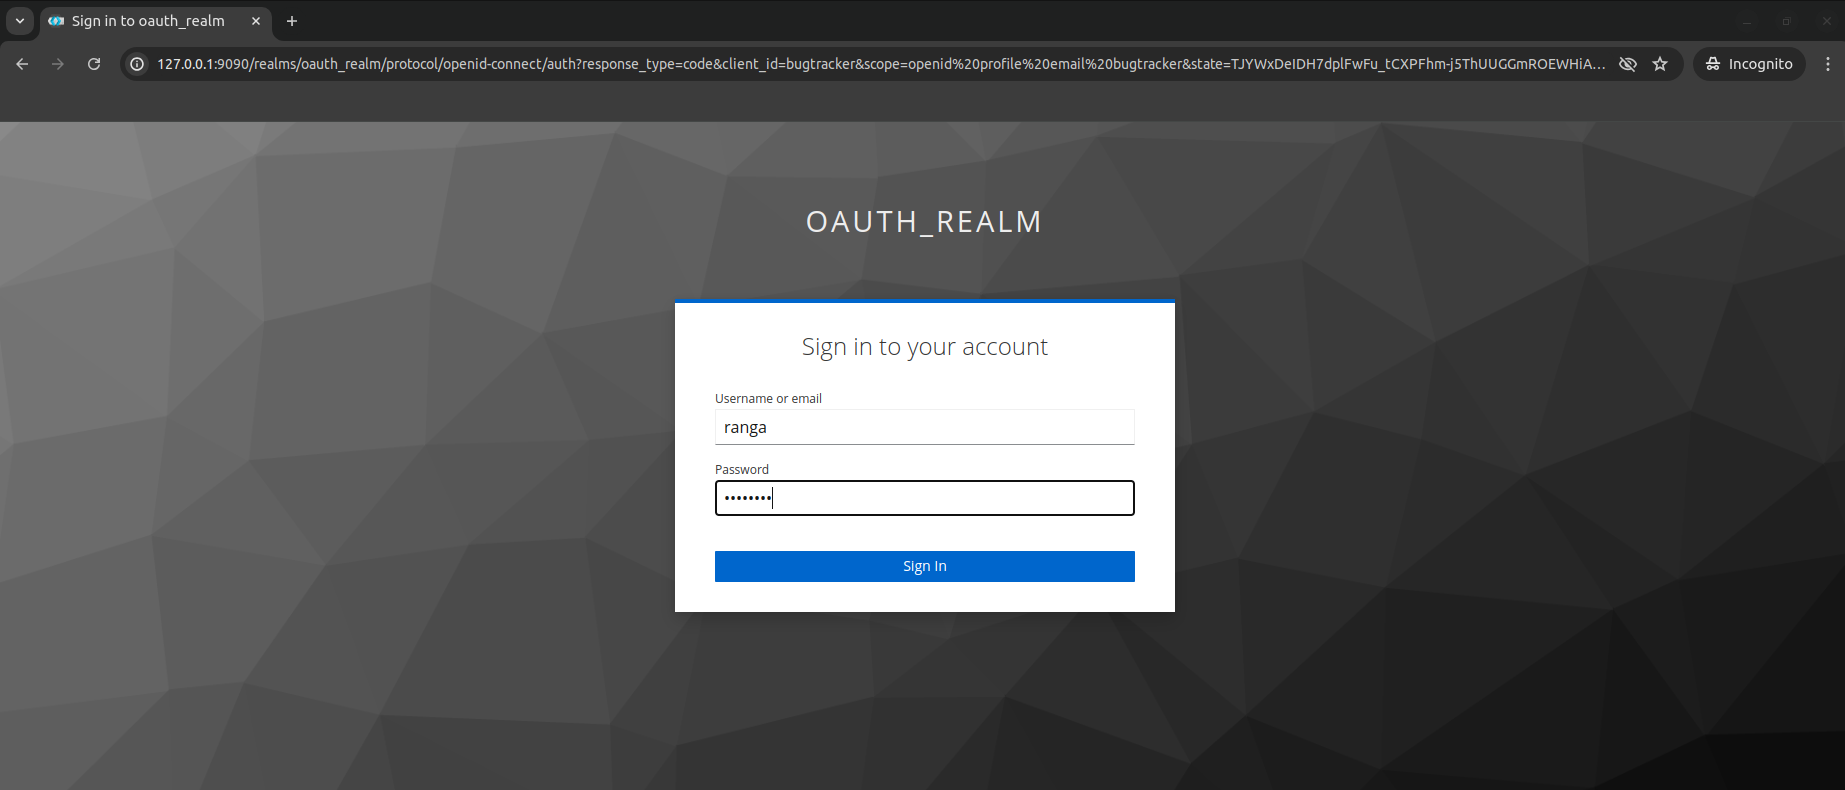 Sign in to oauth_realm
127.0.0.1:9090/realms/oauth_realm/protocol/openid-connect/auth?response_type=code&client_id=bugtracker&scope=openid%20profile%20email%20bugtracker&state=TJYWxDeIDH7dplFwFu_tCXPFhm-j5ThUUGGmROEWHiA...
Incognito
OAUTH_REALM
Sign in to your account
Username or email
ranga
Password
••••••••
Sign In